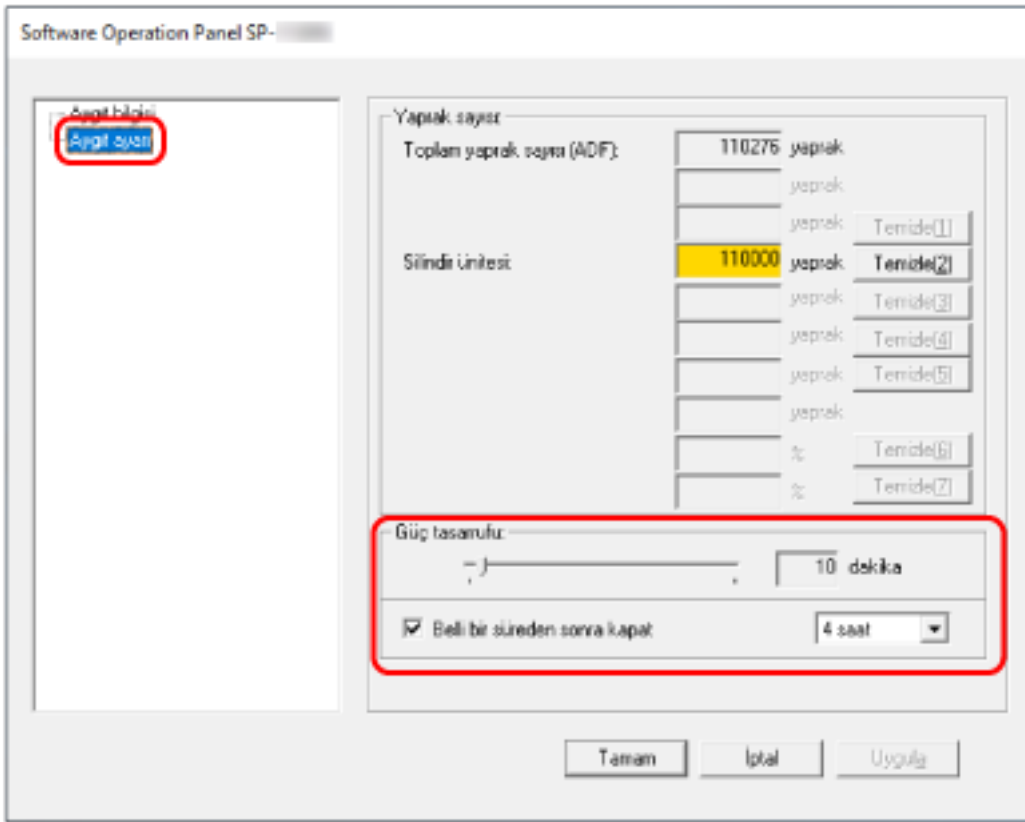 Software Operation Panel SP-
Aygıt bilgisi
Aygıt ayarı
Yaprak sayısı:
Toplam yaprak sayısı (ADF): 110276 yaprak
yaprak
yaprak Temizle(1)
Silindir ünitesi: 110000 yaprak Temizle(2)
yaprak Temizle(3)
yaprak Temizle(4)
yaprak Temizle(5)
yaprak
% Temizle(6)
% Temizle(7)
Güç tasarrufu:
10 dakika
Belli bir süreden sonra kapat 4 saat
Tamam İptal Uygula